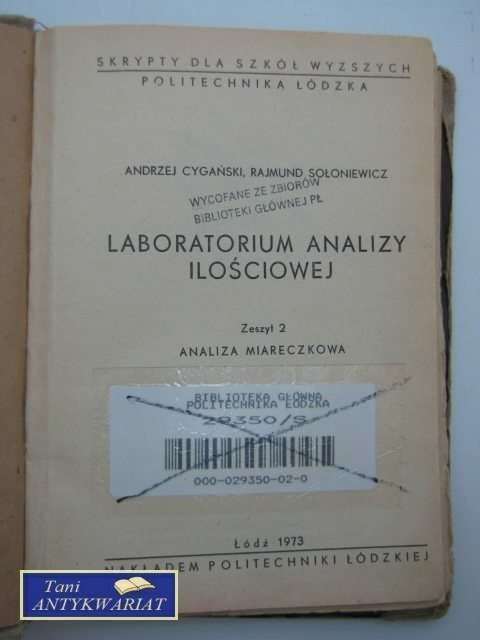 SKRYPTY DLA SZKÓŁ WYŻSZYCH
POLITECHNIKA ŁÓDZKA
ANDRZEJ CYGAŃSKI, RAJMUND SOŁONIEWICZ
WYCOFANE ZE ZBIORÓW
BIBLIOTEKI GŁÓWNEJ PŁ
LABORATORIUM ANALIZY
ILOŚCIOWEJ
Zeszyt 2
ANALIZA MIARECZKOWA
BIBLIOTEKA GŁÓWNA
POLITECHNIKA ŁÓDZKA
29350/S
000-029350-02-0
Łódź 1973
NAKŁADEM POLITECHNIKI ŁÓDZKIEJ
Tani
ANTYKWARIAT